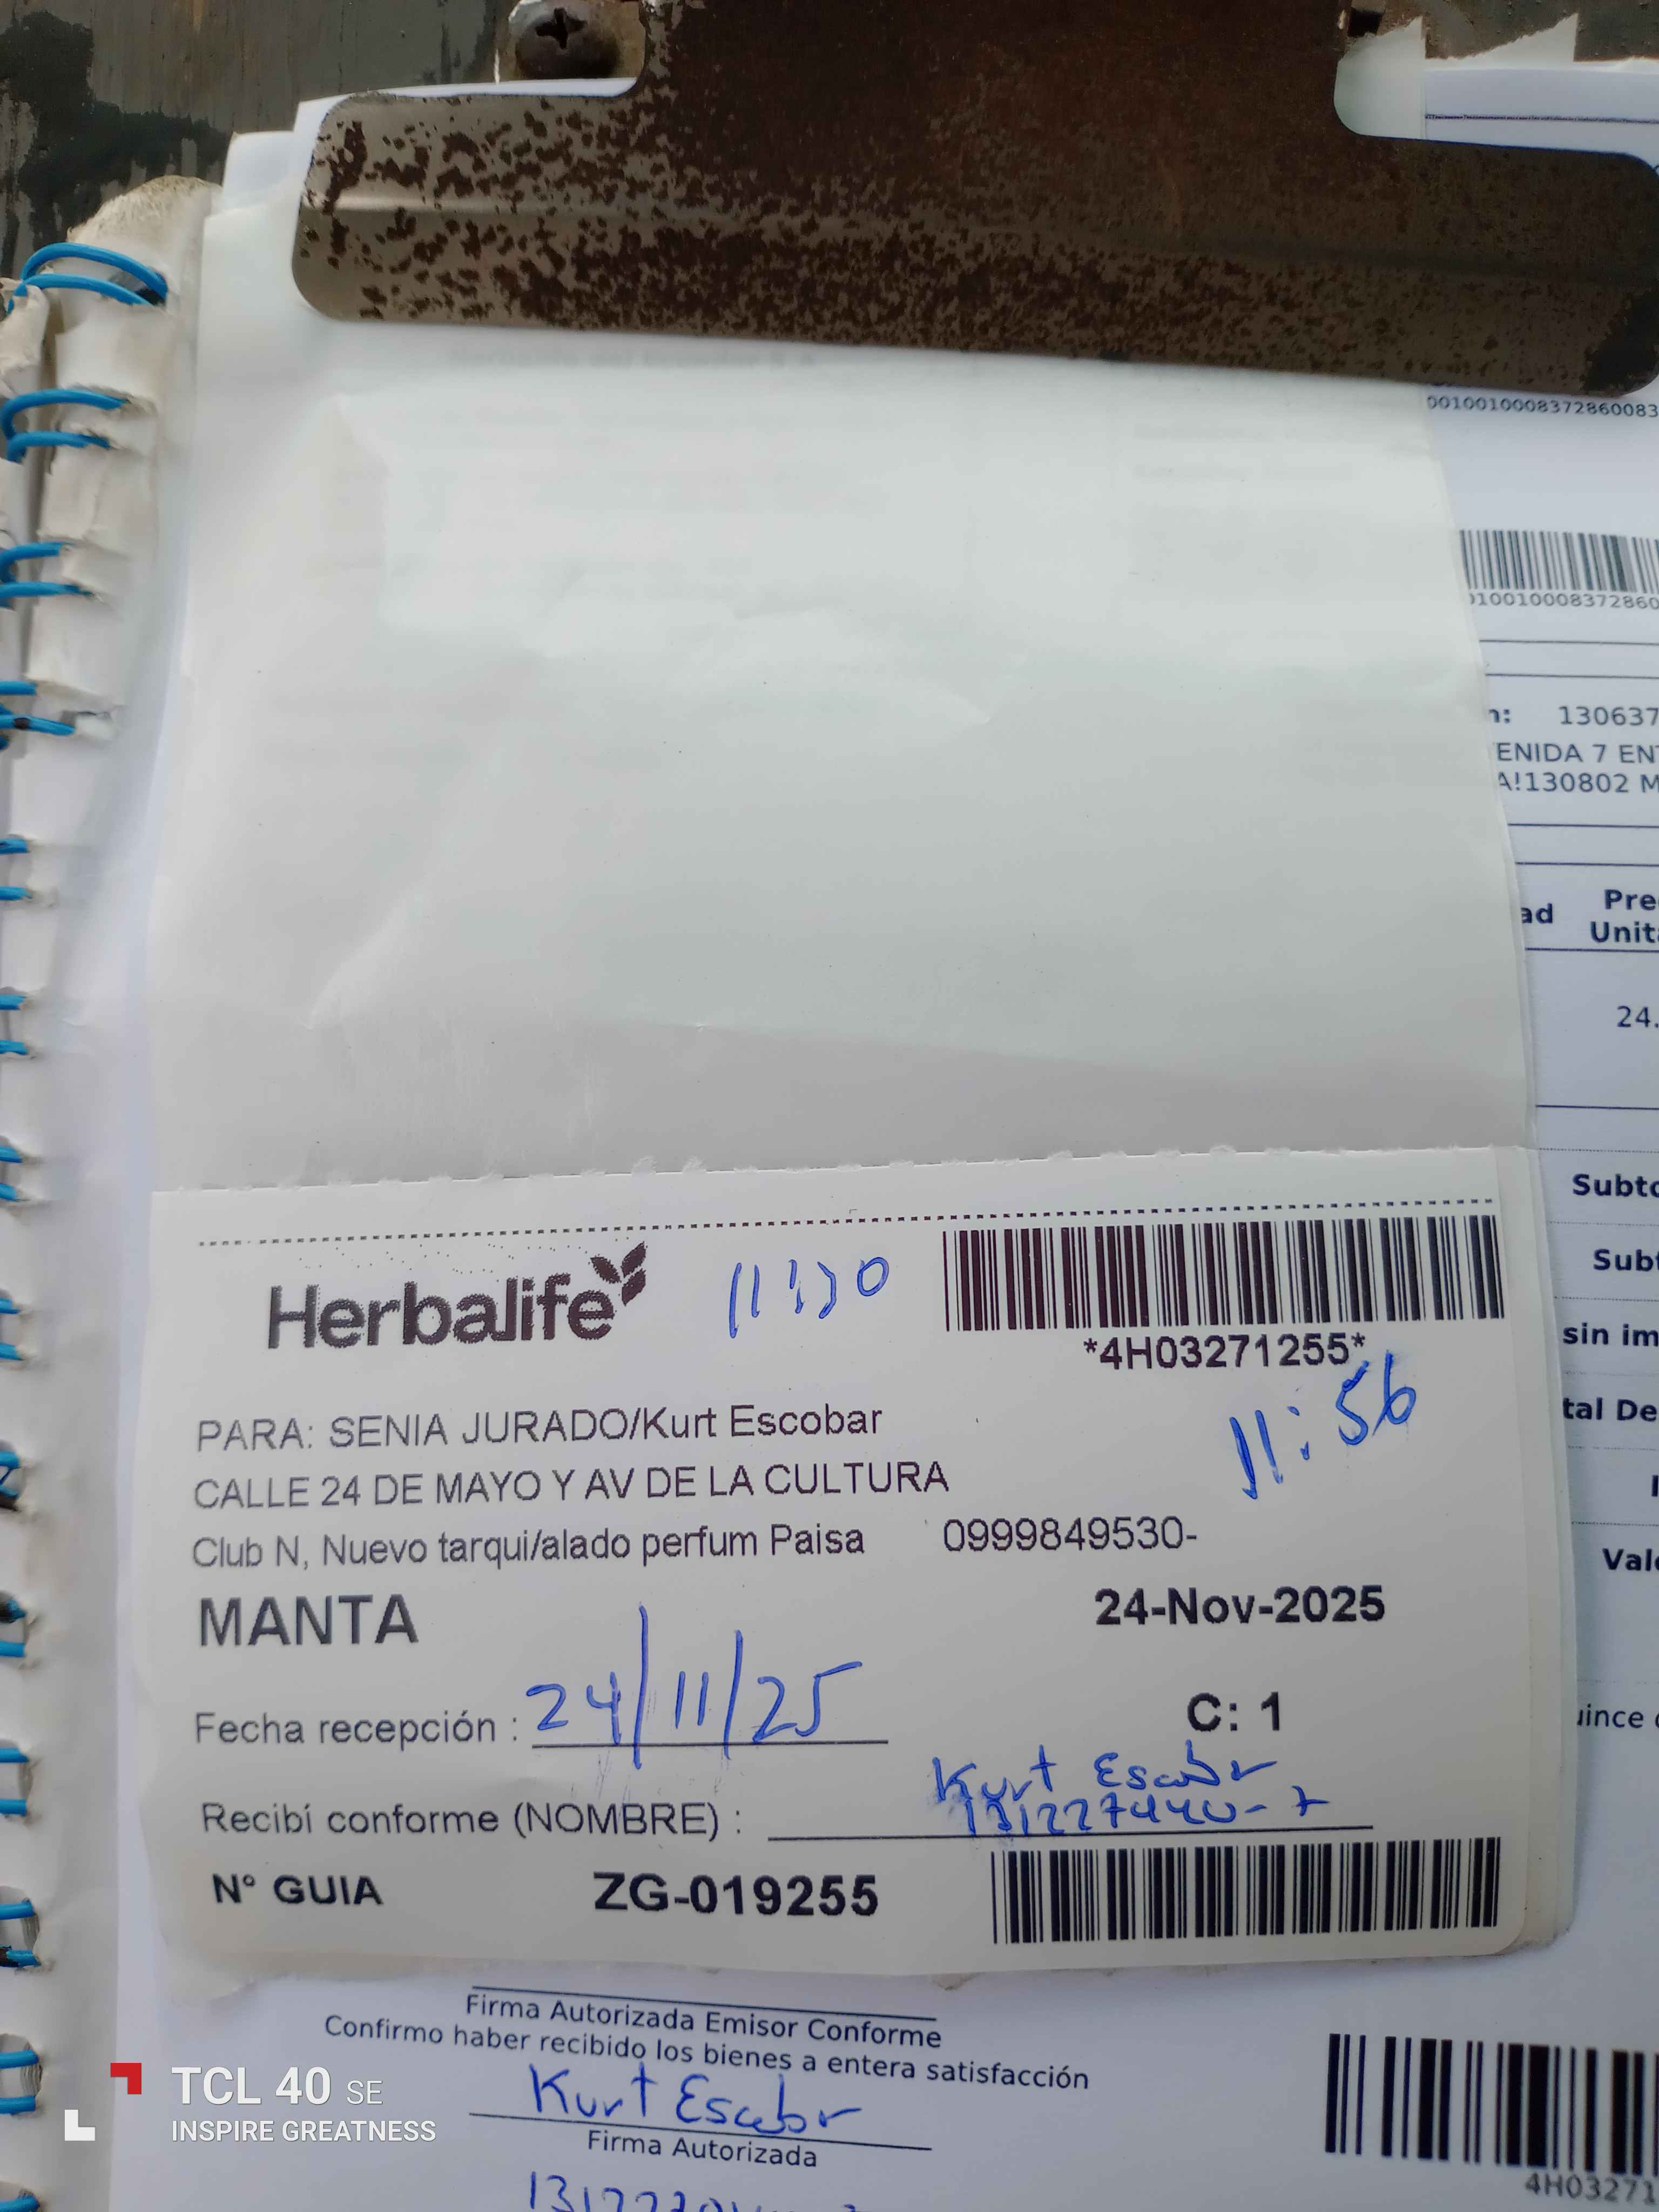 0010010008372860083
010010008372860
n: 130637
ENIDA 7 EN
A!130802 M
ad Pre
Unit
24.
Subto
Subt
sin im
tal De
Val
uince
Herbalife
*4H03271255*
11:56
PARA: SENIA JURADO/Kurt Escobar
CALLE 24 DE MAYO Y AV DE LA CULTURA
Club N, Nuevo tarqui/alado perfum Paisa 0999849530-
MANTA 24-Nov-2025
Fecha recepción : 24/11/25 C: 1
Kurt Escobr
Recibí conforme (NOMBRE) :
N° GUIA ZG-019255
Firma Autorizada Emisor Conforme
Confirmo haber recibido los bienes a entera satisfacción
Kurt Escobr
Firma Autorizada
4H03271
TCL 40 SE
INSPIRE GREATNESS